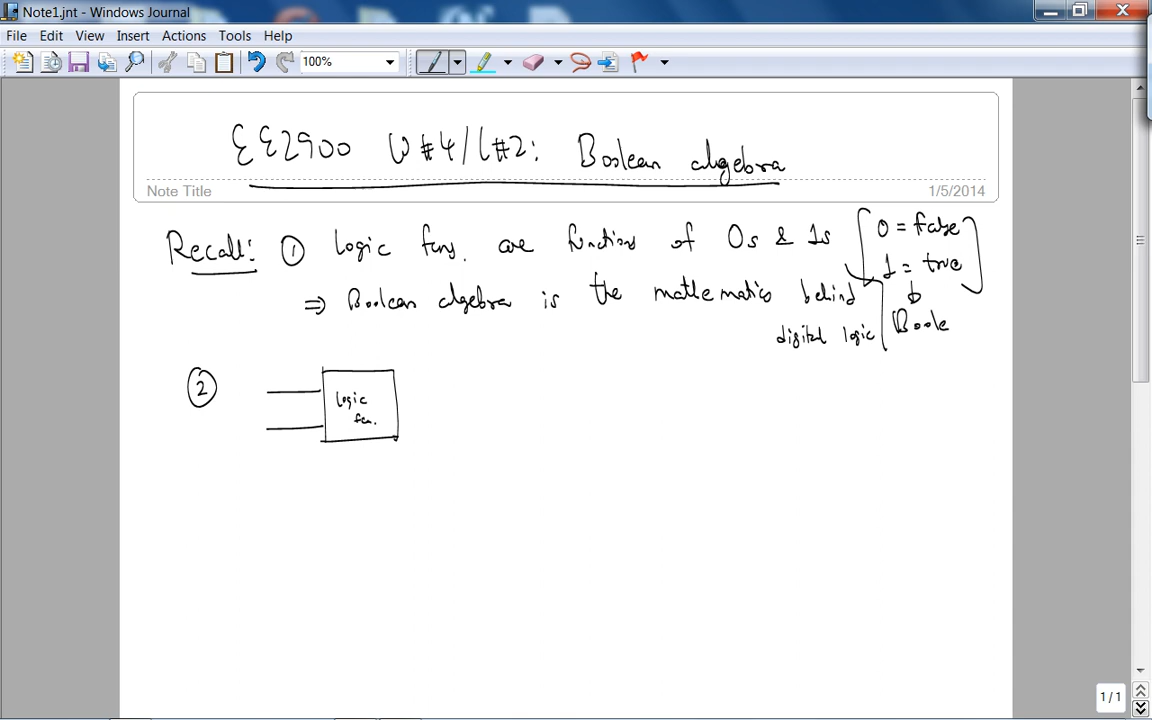 Note1.jnt - Windows Journal
File Edit View Insert Actions Tools Help
100%
EE2900 W#4/L#2: Boolean algebra
Note Title
1/5/2014
Recall: ① Logic fcns. are functions of 0s & 1s
0 = false
1 = true
⇒ Boolean algebra is the mathematics behind
digital logic
Boole
②
Logic
fcn.
1 / 1